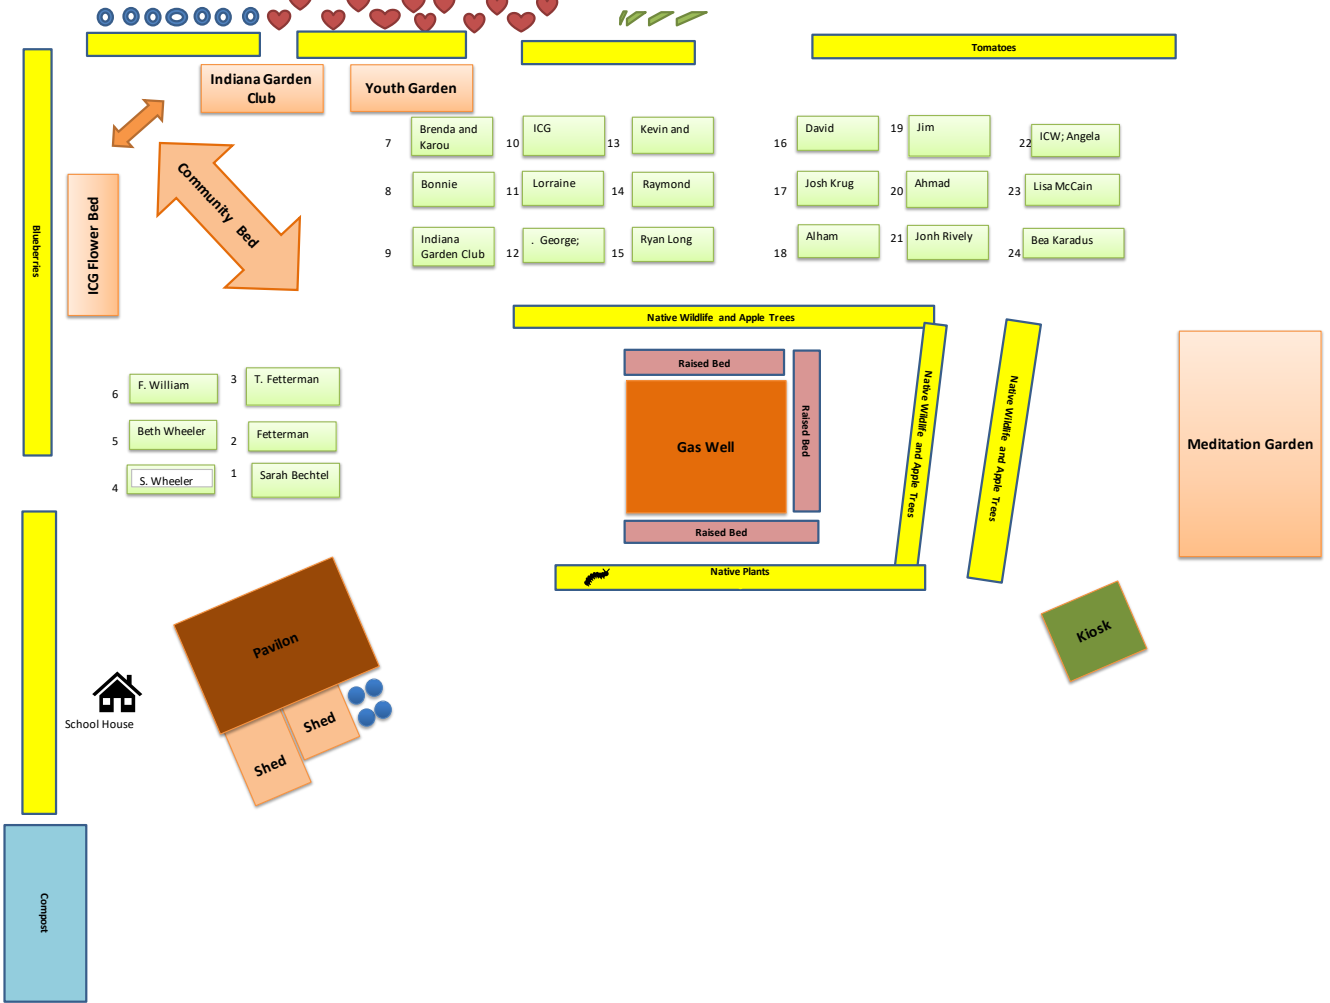 Tomatoes
Indiana Garden
Club
Youth Garden
7
Brenda and
Karou
10
ICG
13
Kevin and
16
David
19
Jim
22
ICW; Angela
8
Bonnie
11
Lorraine
14
Raymond
17
Josh Krug
20
Ahmad
23
Lisa McCain
9
Indiana
Garden Club
12
. George;
15
Ryan Long
18
Alham
21
Jonh Rively
24
Bea Karadus
Community Bed
ICG Flower Bed
Blueberries
Native Wildlife and Apple Trees
Raised Bed
Raised Bed
Gas Well
Raised Bed
Native Wildlife and Apple Trees
Native Wildlife and Apple Trees
Meditation Garden
Native Plants
6
F. William
3
T. Fetterman
5
Beth Wheeler
2
Fetterman
4
S. Wheeler
1
Sarah Bechtel
Kiosk
Pavilon
Shed
Shed
School House
Compost